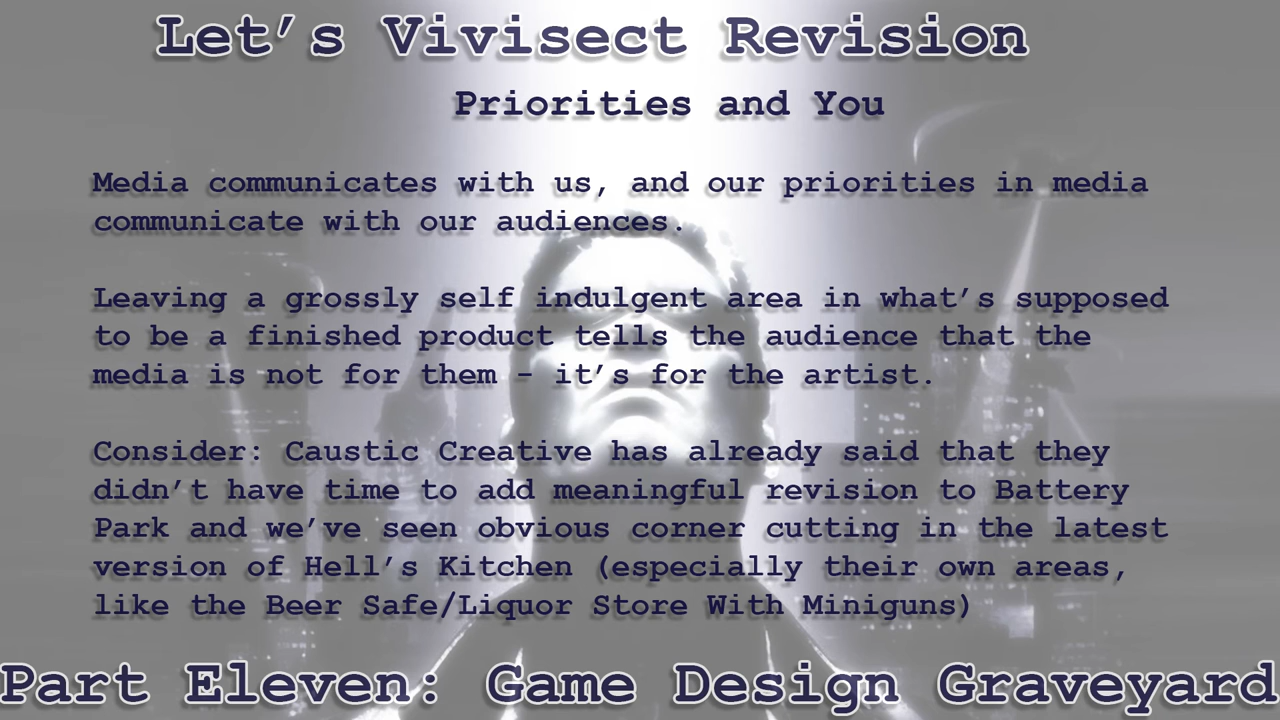 Let’s Vivisect Revision
Priorities and You
Media communicates with us, and our priorities in media
communicate with our audiences.
Leaving a grossly self indulgent area in what’s supposed
to be a finished product tells the audience that the
media is not for them – it’s for the artist.
Consider: Caustic Creative has already said that they
didn’t have time to add meaningful revision to Battery
Park and we’ve seen obvious corner cutting in the latest
version of Hell’s Kitchen (especially their own areas,
like the Beer Safe/Liquor Store With Miniguns)
Part Eleven: Game Design Graveyard